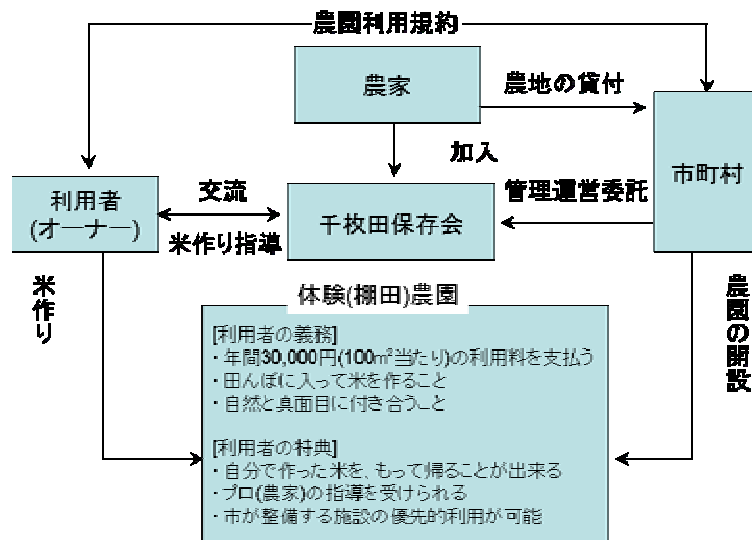 農園利用規約
農家
農地の貸付
加入
市町村
利用者
(オーナー)
交流
米作り指導
千枚田保存会
管理運営委託
米作り
農園の開設
体験(棚田)農園
[利用者の義務]
・年間30,000円(100㎡当たり)の利用料を支払う
・田んぼに入って米を作ること
・自然と真面目に付き合うこと
[利用者の特典]
・自分で作った米を、もって帰ることが出来る
・プロ(農家)の指導を受けられる
・市が整備する施設の優先的利用が可能